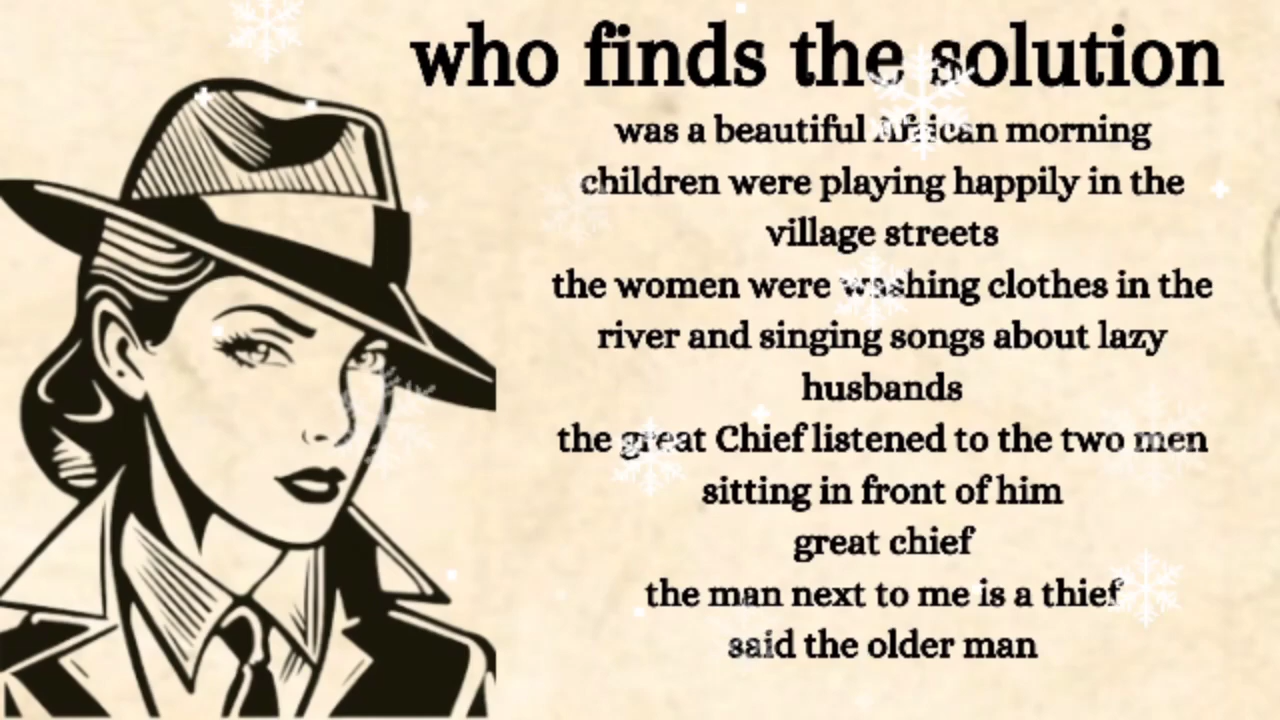 who finds the solution
was a beautiful African morning
children were playing happily in the
village streets
the women were washing clothes in the
river and singing songs about lazy
husbands
the great Chief listened to the two men
sitting in front of him
great chief
the man next to me is a thief
said the older man